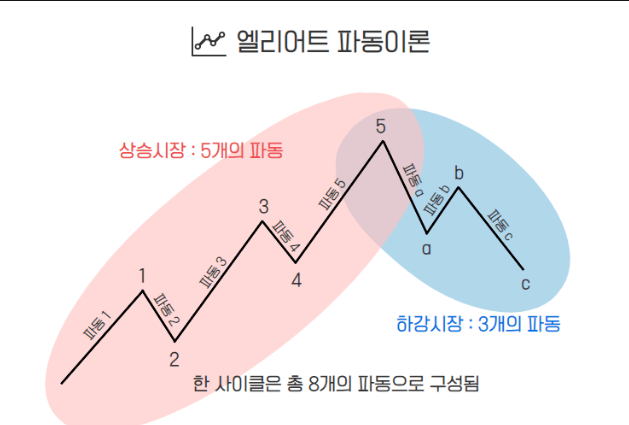 엘리어트 파동이론
상승시장 : 5개의 파동
5
파동 a
b
파동 b
파동 5
3
파동 c
파동 4
a
파동 3
4
1
c
파동 2
파동 1
하강시장 : 3개의 파동
2
한 사이클은 총 8개의 파동으로 구성됨